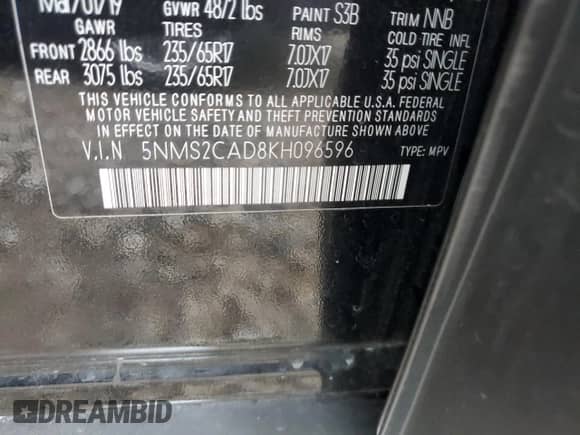 Mar/01/19 GVWR 4872 lbs PAINT S3B TRIM NNB
GAWR TIRES RIMS COLD TIRE INFL
FRONT 2866 lbs 235/65R17 7.0JX17 35 psi SINGLE
REAR 3075 lbs 235/65R17 7.0JX17 35 psi SINGLE
THIS VEHICLE CONFORMS TO ALL APPLICABLE U.S.A. FEDERAL
MOTOR VEHICLE SAFETY AND THEFT PREVENTION STANDARDS
IN EFFECT ON THE DATE OF MANUFACTURE SHOWN ABOVE.
V.I.N 5NMS2CAD8KH096596 TYPE: MPV
DREAMBID